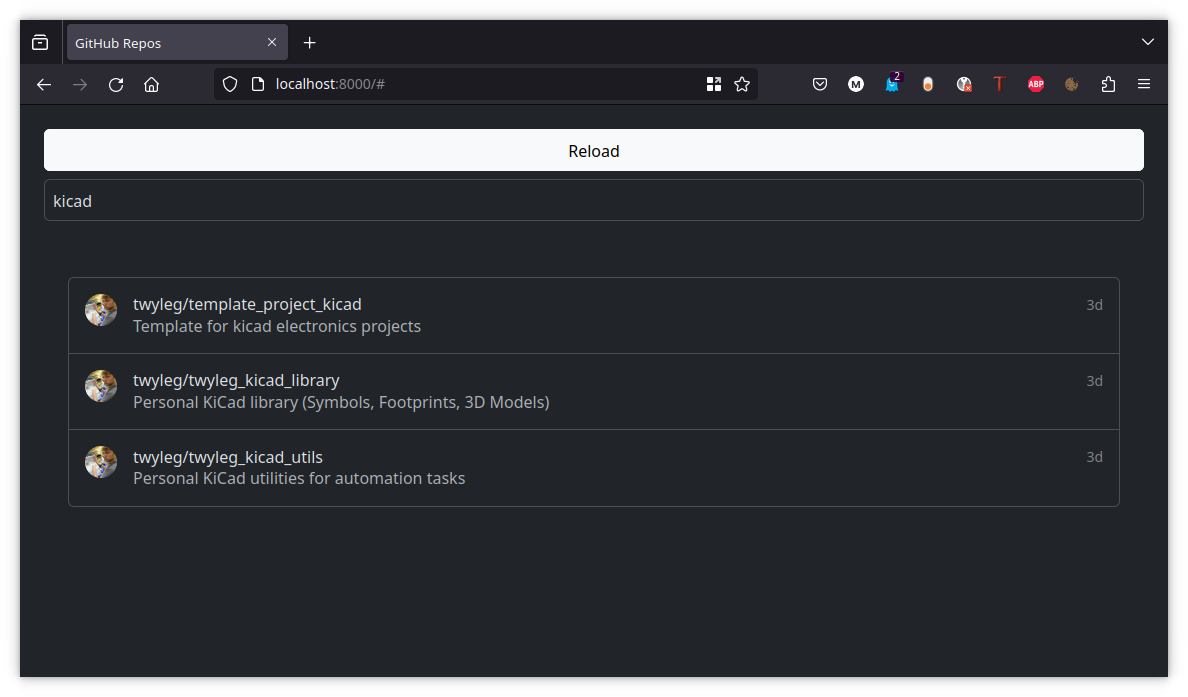 GitHub Repos
localhost:8000/#
M
2
ABP
Reload
kicad
twyleg/template_project_kicad
3d
Template for kicad electronics projects
twyleg/twyleg_kicad_library
3d
Personal KiCad library (Symbols, Footprints, 3D Models)
twyleg/twyleg_kicad_utils
3d
Personal KiCad utilities for automation tasks